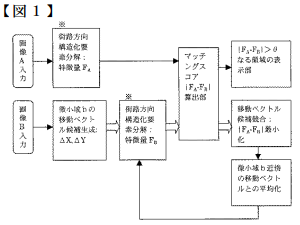 【図1】
※
画像A入力
街路方向
構造化要
素分解:
特徴量FA
マッチ
ングス
コア
|FA-FB|
算出部
|FA-FB|>θ
なる領域の表
示部
画像B入力
微小域bの
移動ベクト
ル候補生成:
ΔX,ΔY
※
街路方向
構造化要
素分解:
特徴量FB
移動ベクトル
候補競合:
|FA-FB|最小
化
像小域b近傍
の移動ベクト
ルとの平均化